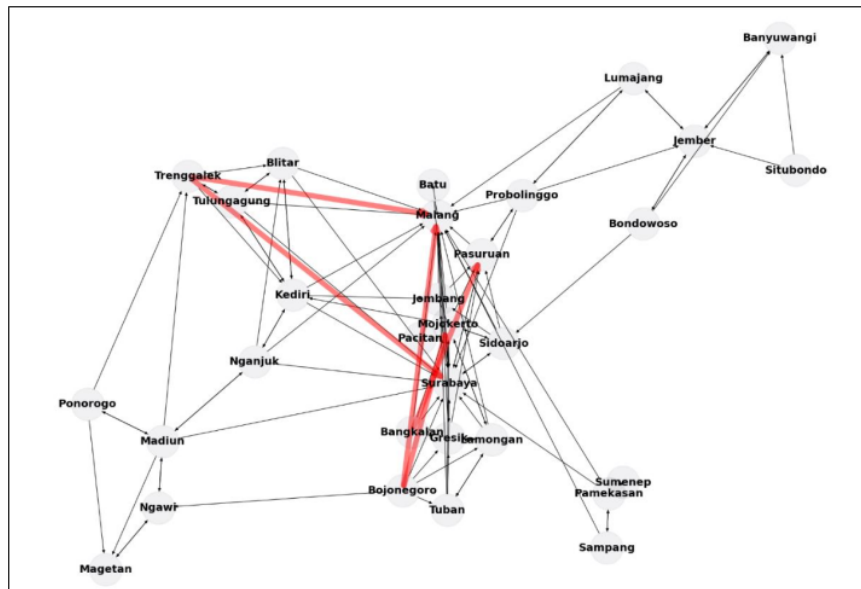 Banyuwangi
Lumajang
Jember
Blitar
Situbondo
Trenggalek
Batu
Probolinggo
Tulungagung
Malang
Bondowoso
Pasuruan
Kediri
Jombang
Mojokerto
Pacitan
Sidoarjo
Nganjuk
Surabaya
Ponorogo
Bangkalan
Madiun
Gresik
Lamongan
Sumenep
Bojonegoro
Pamekasan
Ngawi
Tuban
Sampang
Magetan